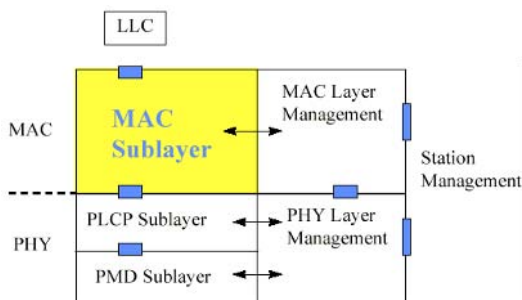 LLC
MAC
MAC
Sublayer
MAC Layer
Management
Station
Management
PHY
PLCP Sublayer
PHY Layer
Management
PMD Sublayer